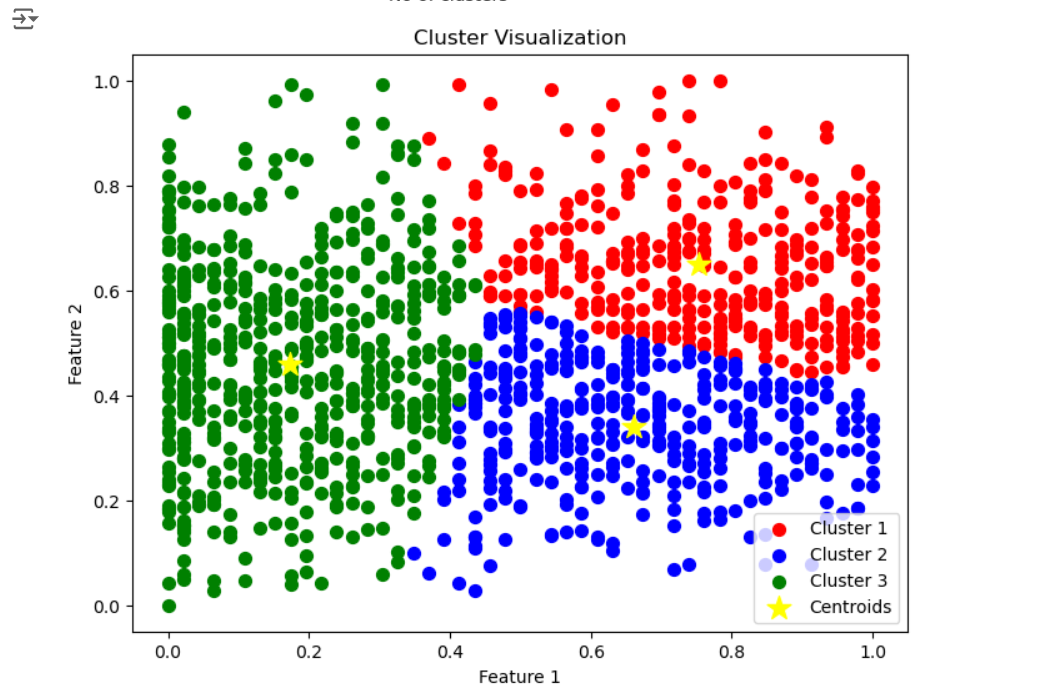 Cluster Visualization
Feature 2
1.0
0.8
0.6
0.4
0.2
0.0
0.0 0.2 0.4 0.6 0.8 1.0
Feature 1
Cluster 1
Cluster 2
Cluster 3
Centroids